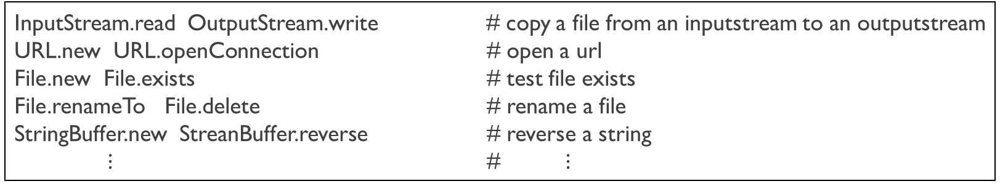 InputStream.read OutputStream.write # copy a file from an inputstream to an outputstream
URL.new URL.openConnection # open a url
File.new File.exists # test file exists
File.renameTo File.delete # rename a file
StringBuffer.new StreanBuffer.reverse # reverse a string
⋮ # ⋮